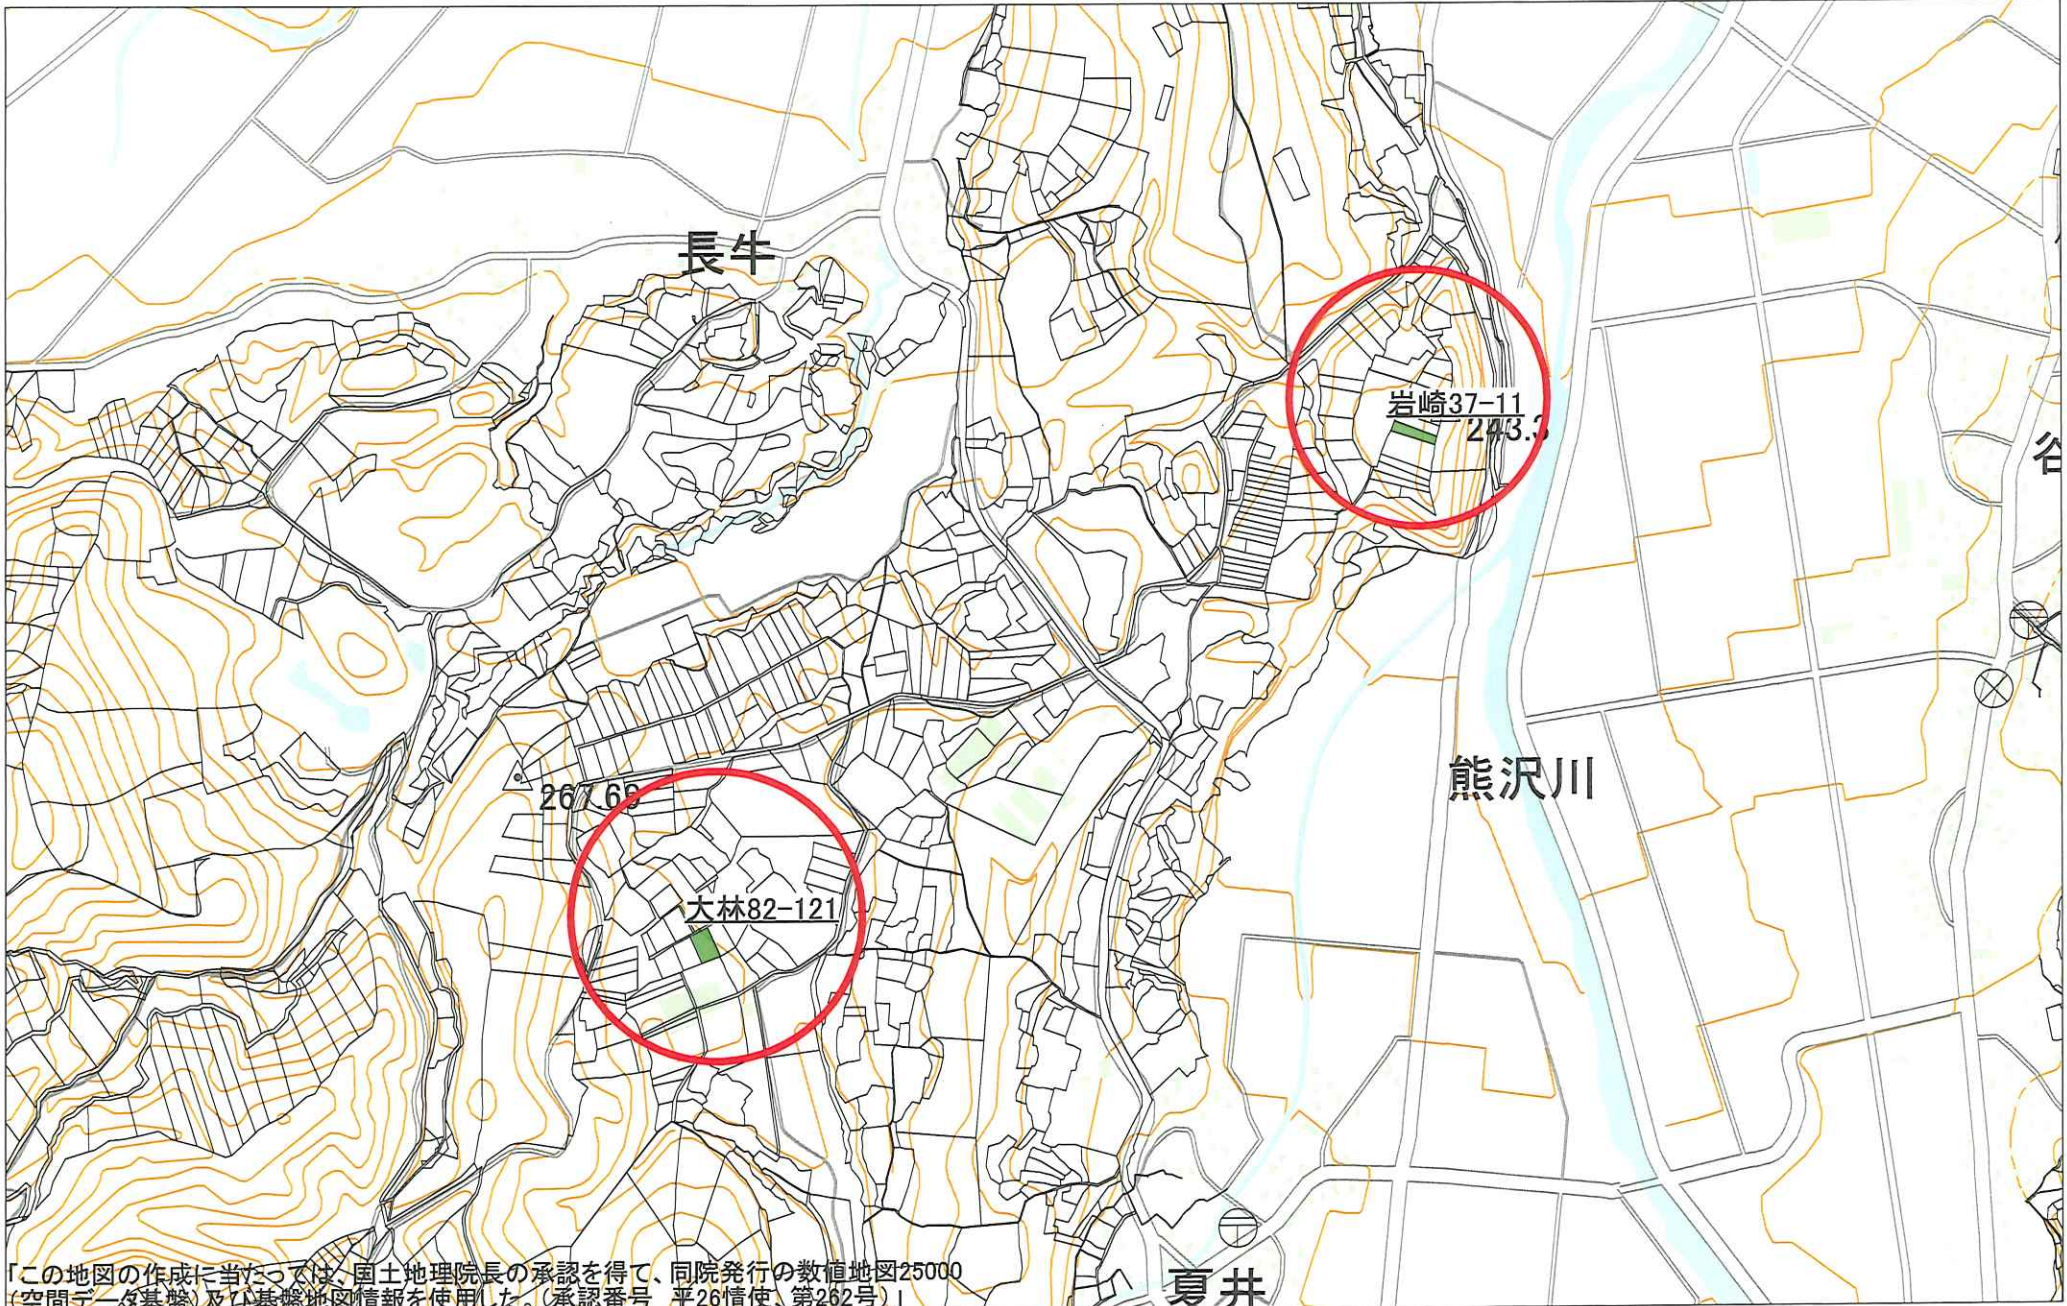 長牛
岩崎37-11
243.3
谷
267.69
熊沢川
大林82-121
夏井
「この地図の作成に当たっては、国土地理院長の承認を得て、同院発行の数値地図25000
(空間データ基盤)及び基盤地図情報を使用した。(承認番号 平26情使、第262号)」